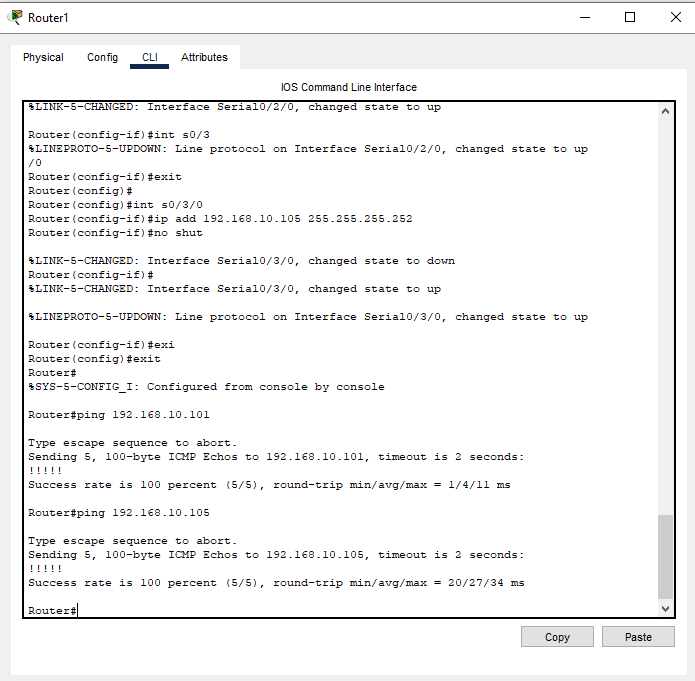 Router1
Physical Config CLI Attributes
IOS Command Line Interface
%LINK-5-CHANGED: Interface Serial0/2/0, changed state to up
Router(config-if)#int s0/3
%LINEPROTO-5-UPDOWN: Line protocol on Interface Serial0/2/0, changed state to up
/0
Router(config-if)#exit
Router(config)#
Router(config)#int s0/3/0
Router(config-if)#ip add 192.168.10.105 255.255.255.252
Router(config-if)#no shut
%LINK-5-CHANGED: Interface Serial0/3/0, changed state to down
Router(config-if)#
%LINK-5-CHANGED: Interface Serial0/3/0, changed state to up
%LINEPROTO-5-UPDOWN: Line protocol on Interface Serial0/3/0, changed state to up
Router(config-if)#exi
Router(config)#exit
Router#
%SYS-5-CONFIG_I: Configured from console by console
Router#ping 192.168.10.101
Type escape sequence to abort.
Sending 5, 100-byte ICMP Echos to 192.168.10.101, timeout is 2 seconds:
!!!!!
Success rate is 100 percent (5/5), round-trip min/avg/max = 1/4/11 ms
Router#ping 192.168.10.105
Type escape sequence to abort.
Sending 5, 100-byte ICMP Echos to 192.168.10.105, timeout is 2 seconds:
!!!!!
Success rate is 100 percent (5/5), round-trip min/avg/max = 20/27/34 ms
Router#
Copy Paste